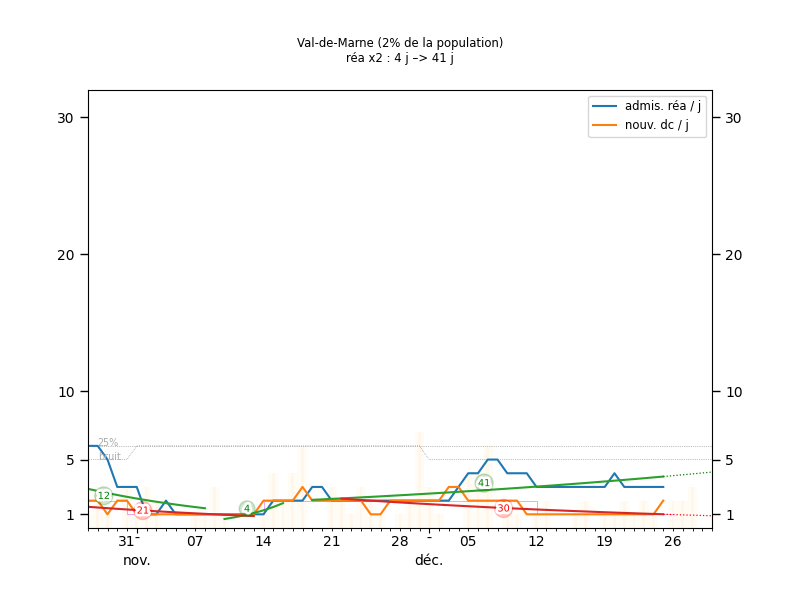 Val-de-Marne (2% de la population)
réa x2 : 4 j –> 41 j
admis. réa / j
nouv. dc / j
30 30
20 20
10 10
25%
bruit
5 5
12 21 4 41 30
1 1
31 07 14 21 28 05 12 19 26
nov. déc.